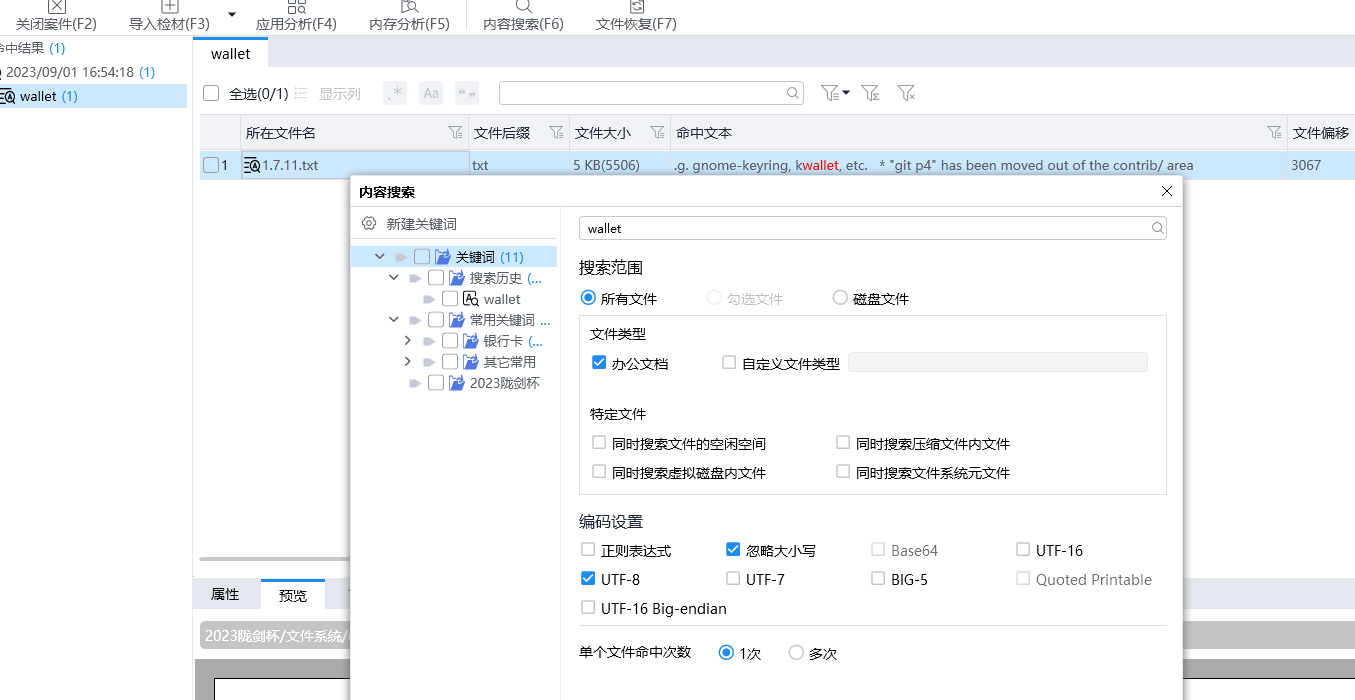 关闭案件(F2) 导入检材(F3) 应用分析(F4) 内存分析(F5) 内容搜索(F6) 文件恢复(F7)
命中结果 (1)
2023/09/01 16:54:18 (1)
wallet (1)
wallet
全选(0/1) 显示列 .* Aa
所在文件名 文件后缀 文件大小 命中文本 文件偏移
1 1.7.11.txt txt 5 KB(5506) .g. gnome-keyring, kwallet, etc. * "git p4" has been moved out of the contrib/ area 3067
内容搜索
新建关键词
关键词 (11)
搜索历史 (...
wallet
常用关键词 ...
银行卡 (...
其它常用
2023陇剑杯
wallet
搜索范围
所有文件 勾选文件 磁盘文件
文件类型
办公文档 自定义文件类型
特定文件
同时搜索文件的空闲空间 同时搜索压缩文件内文件
同时搜索虚拟磁盘内文件 同时搜索文件系统元文件
编码设置
正则表达式 忽略大小写 Base64 UTF-16
UTF-8 UTF-7 BIG-5 Quoted Printable
UTF-16 Big-endian
单个文件命中次数 1次 多次
属性 预览
2023陇剑杯/文件系统/